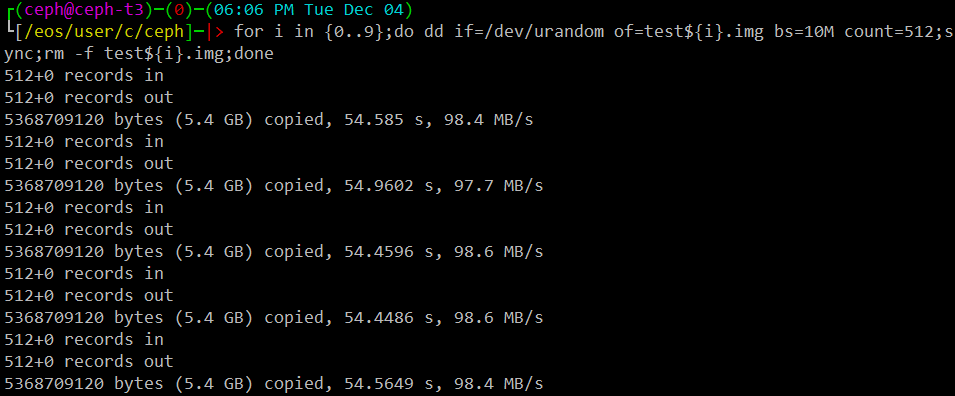 ┌(ceph@ceph-t3)─(0)─(06:06 PM Tue Dec 04)
└[/eos/user/c/ceph]─|> for i in {0..9};do dd if=/dev/urandom of=test${i}.img bs=10M count=512;s
ync;rm -f test${i}.img;done
512+0 records in
512+0 records out
5368709120 bytes (5.4 GB) copied, 54.585 s, 98.4 MB/s
512+0 records in
512+0 records out
5368709120 bytes (5.4 GB) copied, 54.9602 s, 97.7 MB/s
512+0 records in
512+0 records out
5368709120 bytes (5.4 GB) copied, 54.4596 s, 98.6 MB/s
512+0 records in
512+0 records out
5368709120 bytes (5.4 GB) copied, 54.4486 s, 98.6 MB/s
512+0 records in
512+0 records out
5368709120 bytes (5.4 GB) copied, 54.5649 s, 98.4 MB/s